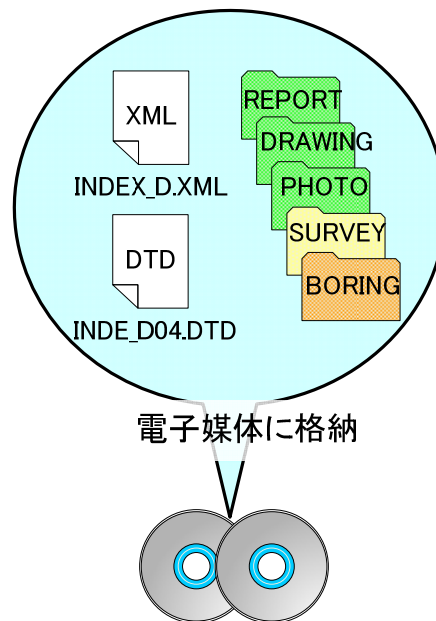 XML
INDEX_D.XML
DTD
INDE_D04.DTD
REPORT
DRAWING
PHOTO
SURVEY
BORING
電子媒体に格納